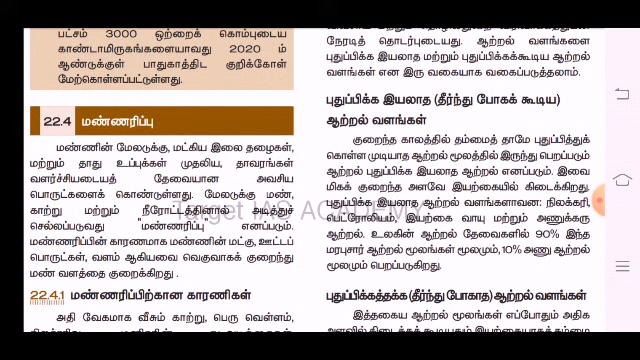 பட்சம் 3000 ஒற்றைக் கொம்புடைய
காண்டாமிருகங்களையாவது 2020 ம்
ஆண்டுக்குள் பாதுகாத்திட குறிக்கோள்
மேற்கொள்ளப்பட்டுள்ளது.
22.4 மண்ணரிப்பு
மண்ணின் மேலடுக்கு, மட்கிய இலை தழைகள்,
மற்றும் தாது உப்புக்கள் முதலிய, தாவரங்கள்
வளர்ச்சியடையத் தேவையான அவசிய
பொருட்களைக் கொண்டுள்ளது. மேலடுக்கு மண்,
காற்று மற்றும் நீரோட்டத்தினால் அடித்துச்
செல்லப்படுவது "மண்ணரிப்பு" எனப்படும்.
மண்ணரிப்பின் காரணமாக மண்ணின் மட்கு, ஊட்டப்
பொருட்கள், வளம் ஆகியவை வெகுவாகக் குறைந்து
மண் வளத்தை குறைக்கிறது .
22.4.1 மண்ணரிப்பிற்கான காரணிகள்
அதி வேகமாக வீசும் காற்று, பெரு வெள்ளம்,
நேரடித் தொடர்புடையது. ஆற்றல் வளங்களை
புதுப்பிக்க இயலாத மற்றும் புதுப்பிக்கக்கூடிய ஆற்றல்
வளங்கள் என இரு வகையாக வகைப்படுத்தலாம்.
புதுப்பிக்க இயலாத (தீர்ந்து போகக் கூடிய)
ஆற்றல் வளங்கள்
குறைந்த காலத்தில் தம்மைத் தாமே புதுப்பித்துக்
கொள்ள முடியாத ஆற்றல் மூலத்தில் இருந்து பெறப்படும்
ஆற்றல் புதுப்பிக்க இயலாத ஆற்றல் எனப்படும். இவை
மிகக் குறைந்த அளவே இயற்கையில் கிடைக்கிறது.
புதுப்பிக்க இயலாத ஆற்றல் வளங்களாவன: நிலக்கரி,
பெட்ரோலியம், இயற்கை வாயு மற்றும் அணுக்கரு
ஆற்றல். உலகின் ஆற்றல் தேவைகளில் 90% இந்த
மரபுசார் ஆற்றல் மூலங்கள் மூலமும், 10% அணு ஆற்றல்
மூலமும் பெறப்படுகிறது.
புதுப்பிக்கத்தக்க (தீர்ந்து போகாத) ஆற்றல் வளங்கள்
இத்தகைய ஆற்றல் மூலங்கள் எப்போதும் அதிக
Target IAS ACADEMY